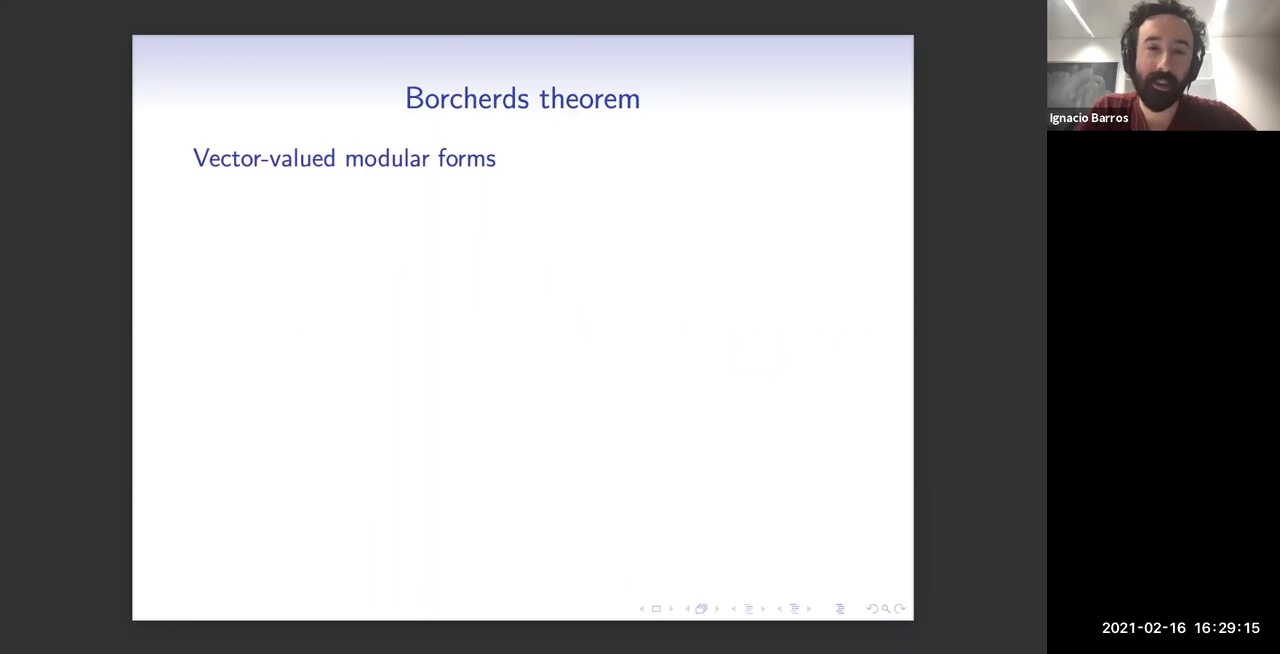 Borcherds theorem
Vector-valued modular forms
Ignacio Barros
2021-02-16 16:29:15